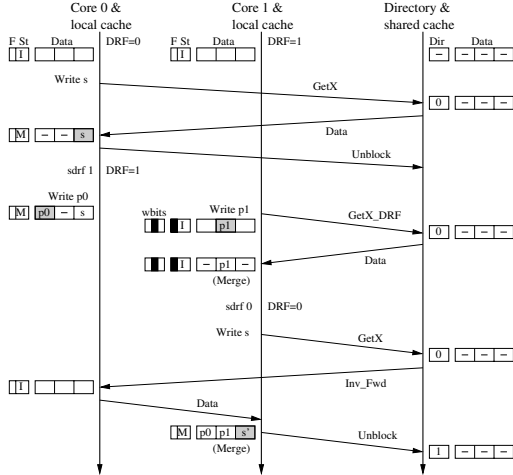 Core 0 & local cache
Core 1 & local cache
Directory & shared cache
F St Data DRF=0
F St Data DRF=1
Dir Data
I
I
– – – –
Write s
GetX
0 – – –
Data
M – – s
Unblock
sdrf 1 DRF=1
Write p0
M p0 – s
wbits
Write p1
I p1
GetX_DRF
0 – – –
Data
I – p1 –
(Merge)
sdrf 0 DRF=0
Write s
GetX
0 – – –
Inv_Fwd
I
Data
M p0 p1 s'
(Merge)
Unblock
1 – – –